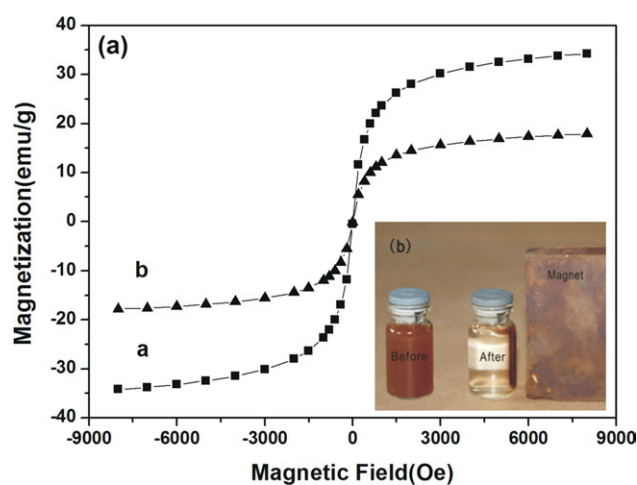 (a)
40
30
20
10
0
-10
-20
-30
-40
Magnetization(emu/g)
b
a
(b)
Magnet
Before
After
-9000 -6000 -3000 0 3000 6000 9000
Magnetic Field(Oe)